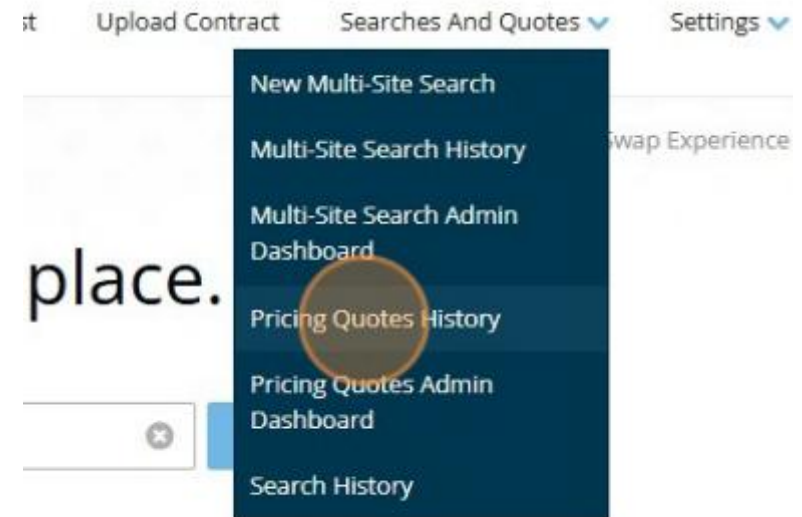 Upload Contract
Searches And Quotes
Settings
New Multi-Site Search
Multi-Site Search History
Swap Experience
Multi-Site Search Admin
Dashboard
place.
Pricing Quotes History
Pricing Quotes Admin
Dashboard
Search History